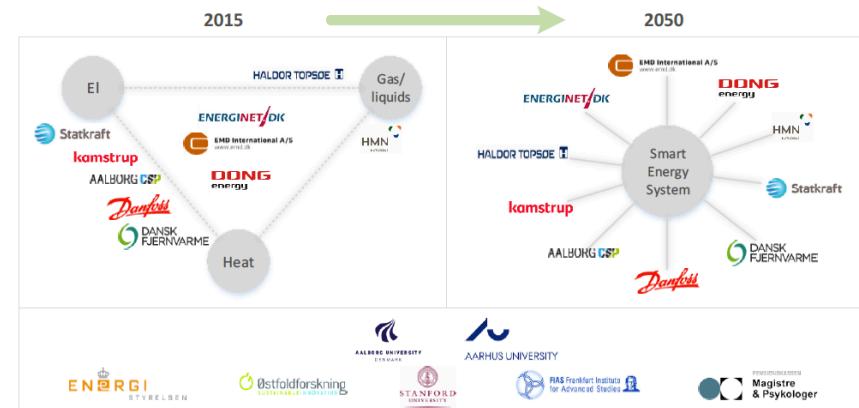 2015
2050
El
HALDOR TOPSØE
Gas/
liquids
Statkraft
ENERGINET/DK
EMD International A/S
www.emd.dk
HMN
kamstrup
AALBORG CSP
DONG
energy
Danfoss
DANSK
FJERNVARME
Heat
EMD International A/S
www.emd.dk
ENERGINET/DK
DONG
energy
HMN
HALDOR TOPSØE
Smart
Energy
System
Statkraft
kamstrup
AALBORG CSP
DANSK
FJERNVARME
Danfoss
AALBORG UNIVERSITY
DENMARK
AARHUS UNIVERSITY
ENERGI
STYRELSEN
Østfoldforskning
STANFORD
UNIVERSITY
FIAS Frankfurt Institute
for Advanced Studies
PENSIONSKASSEN
Magistre
& Psykologer